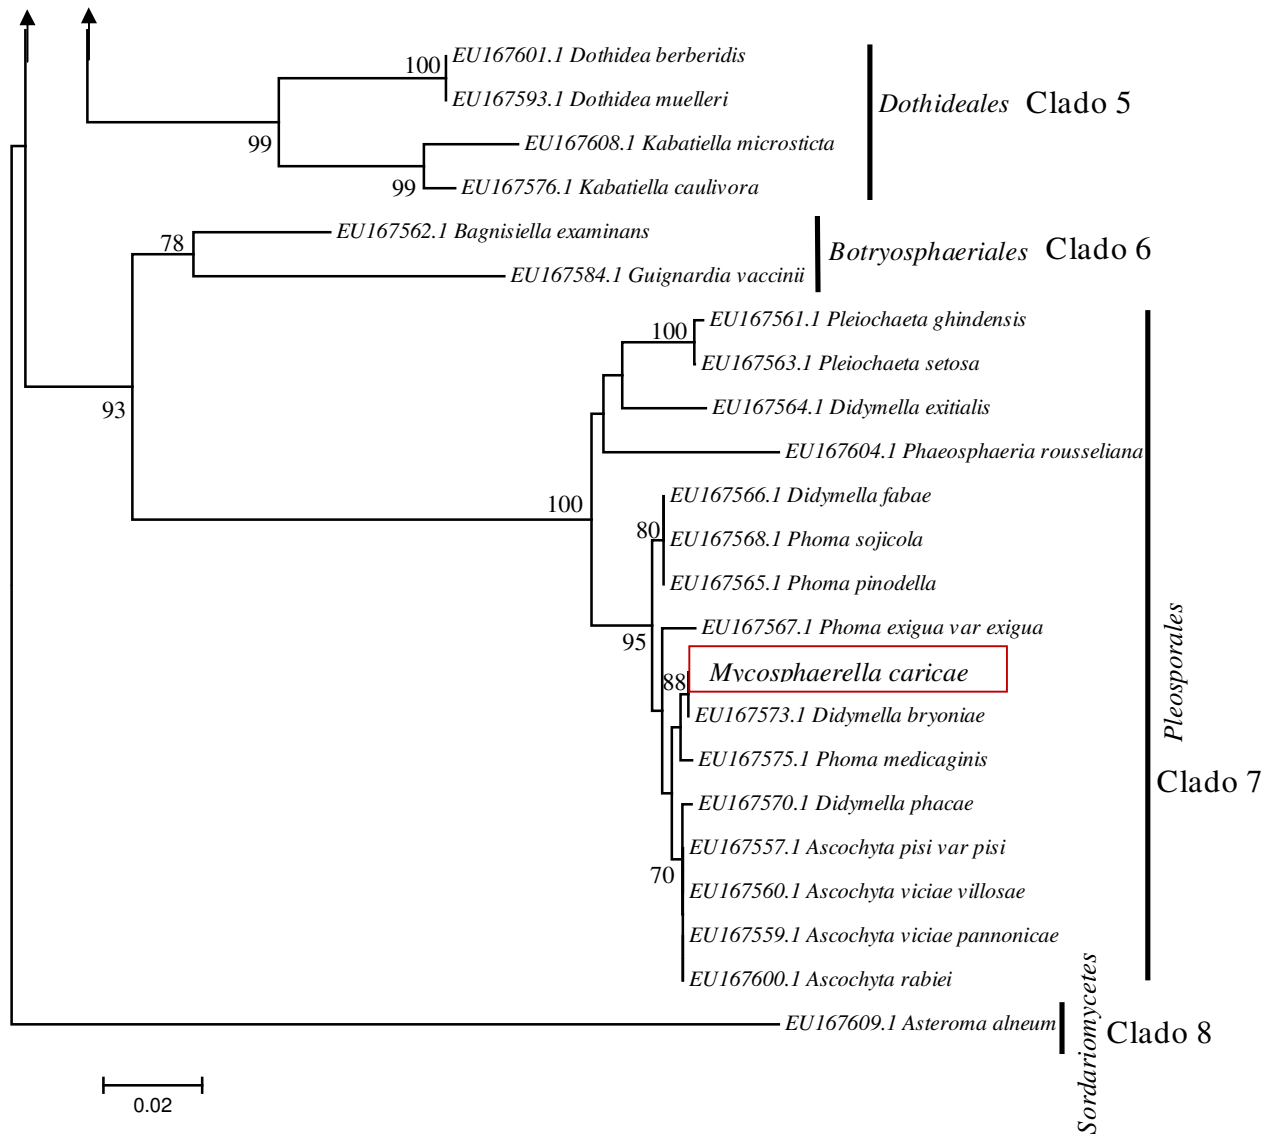 EU167601.1 Dothidea berberidis
100
EU167593.1 Dothidea muelleri
Dothideales Clado 5
99
EU167608.1 Kabatiella microsticta
99
EU167576.1 Kabatiella caulivora
78
EU167562.1 Bagnisiella examinans
EU167584.1 Guignardia vaccinii
Botryosphaeriales Clado 6
93
EU167561.1 Pleiochaeta ghindensis
100
EU167563.1 Pleiochaeta setosa
EU167564.1 Didymella exitialis
EU167604.1 Phaeosphaeria rousseliana
100
EU167566.1 Didymella fabae
80
EU167568.1 Phoma sojicola
EU167565.1 Phoma pinodella
95
EU167567.1 Phoma exigua var exigua
Mycosphaerella caricae
88
EU167573.1 Didymella bryoniae
EU167575.1 Phoma medicaginis
EU167570.1 Didymella phacae
EU167557.1 Ascochyta pisi var pisi
70
EU167560.1 Ascochyta viciae villosae
EU167559.1 Ascochyta viciae pannonicae
EU167600.1 Ascochyta rabiei
Pleosporales
Clado 7
EU167609.1 Asteroma alneum
Sordariomycetes
Clado 8
0.02